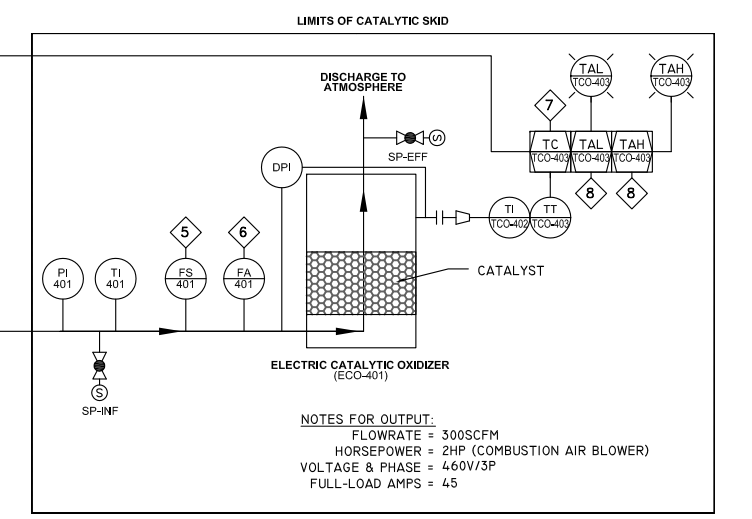 LIMITS OF CATALYTIC SKID
DISCHARGE TO
ATMOSPHERE
TAL
TCO-403
TAH
TCO-403
7
S
SP-EFF
TC
TCO-403
TAL
TCO-403
TAH
TCO-403
DPI
8
8
TI
TCO-402
TT
TCO-403
5
6
PI
401
TI
401
FS
401
FA
401
CATALYST
ELECTRIC CATALYTIC OXIDIZER
(ECO-401)
S
SP-INF
NOTES FOR OUTPUT:
FLOWRATE = 300SCFM
HORSEPOWER = 2HP (COMBUSTION AIR BLOWER)
VOLTAGE & PHASE = 460V/3P
FULL-LOAD AMPS = 45